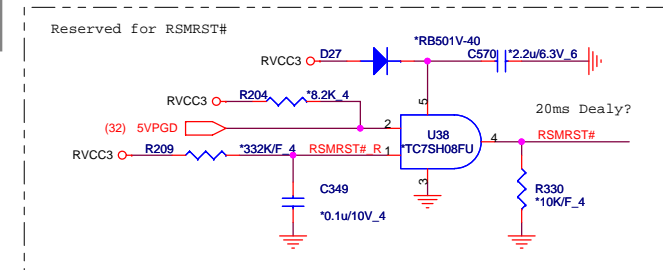 Reserved for RSMRST#
D27
*RB501V-40
RVCC3
C570
*2.2u/6.3V_6
R204
*8.2K_4
RVCC3
5
20ms Dealy?
(32)
5VPGD
2
U38
4
RSMRST#
*TC7SH08FU
RVCC3
R209
*332K/F_4
RSMRST#_R
1
3
C349
R330
*10K/F_4
*0.1u/10V_4